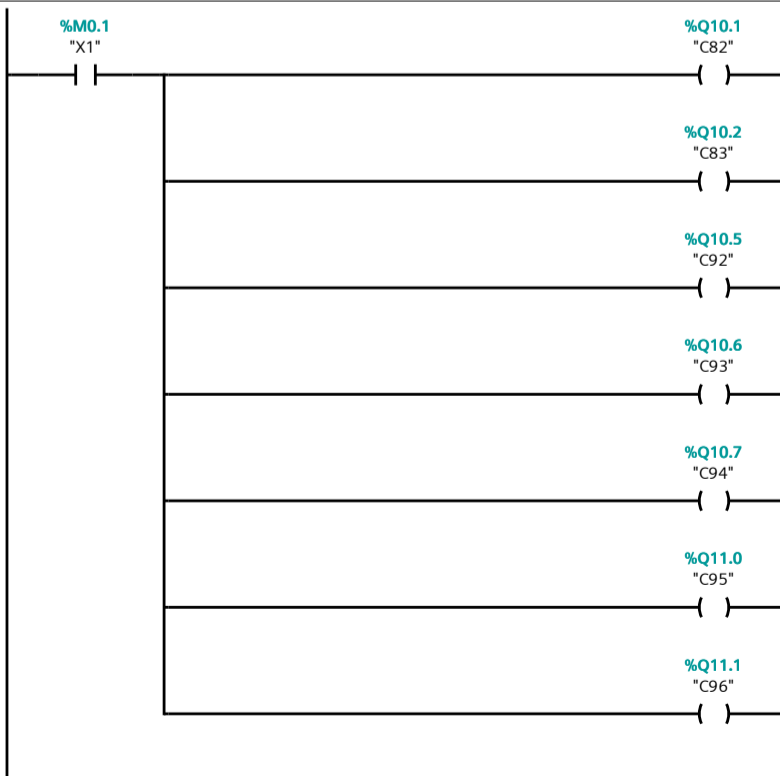 %M0.1
"X1"
%Q10.1
"C82"
%Q10.2
"C83"
%Q10.5
"C92"
%Q10.6
"C93"
%Q10.7
"C94"
%Q11.0
"C95"
%Q11.1
"C96"